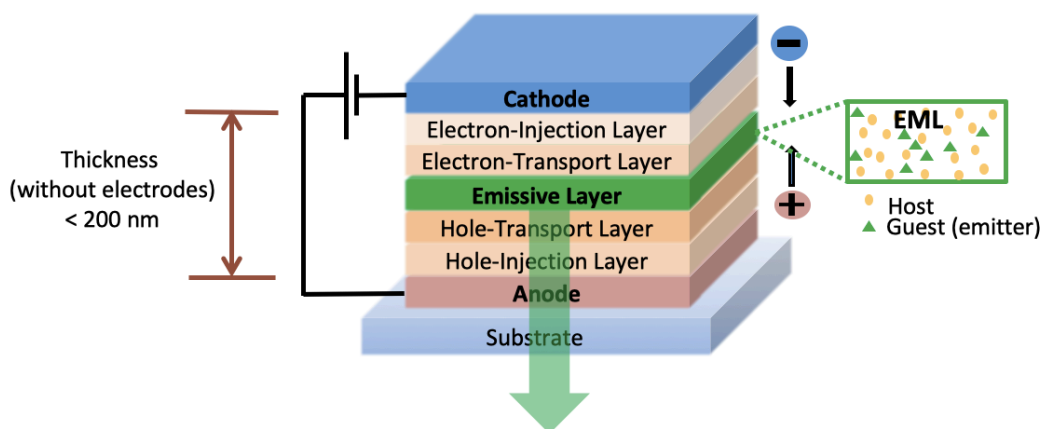 Cathode
Electron-Injection Layer
Electron-Transport Layer
Emissive Layer
Hole-Transport Layer
Hole-Injection Layer
Anode
Substrate
Thickness
(without electrodes)
< 200 nm
−
+
EML
Host
Guest (emitter)